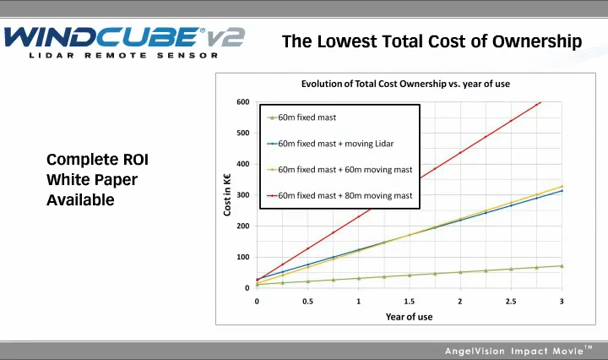 WINDCUBE® v2
LIDAR REMOTE SENSOR
The Lowest Total Cost of Ownership
Complete ROI
White Paper
Available
Evolution of Total Cost Ownership vs. year of use
Cost in K€
600
500
400
300
200
100
0
60m fixed mast
60m fixed mast + moving Lidar
60m fixed mast + 60m moving mast
60m fixed mast + 80m moving mast
0 0.5 1 1.5 2 2.5 3
Year of use
AngelVision Impact Movie™